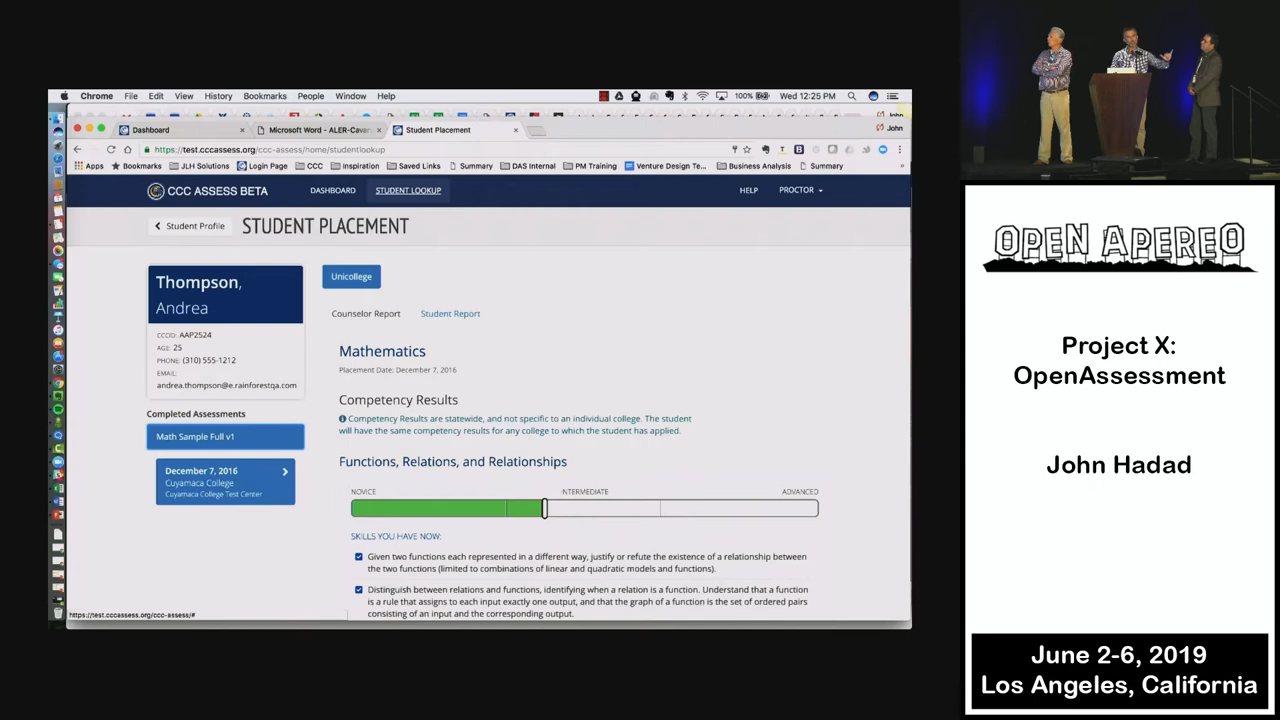 Chrome File Edit View History Bookmarks People Window Help 100% Wed 12:25 PM
John
Dashboard Microsoft Word - ALER-Cavar Student Placement John
https://test.cccassess.org/ccc-assess/home/studentlookup
Apps Bookmarks JLH Solutions Login Page CCC Inspiration Saved Links Summary DAS Internal PM Training Venture Design Te... Business Analysis Summary
CCC ASSESS BETA DASHBOARD STUDENT LOOKUP HELP PROCTOR
Student Profile STUDENT PLACEMENT
Thompson,
Andrea
CCCID: AAP2524
AGE: 25
PHONE: (310) 555-1212
EMAIL:
andrea.thompson@e.rainforestqa.com
Completed Assessments
Math Sample Full v1
December 7, 2016
Cuyamaca College
Cuyamaca College Test Center
Unicollege
Counselor Report Student Report
Mathematics
Placement Date: December 7, 2016
Competency Results
Competency Results are statewide, and not specific to an individual college. The student
will have the same competency results for any college to which the student has applied.
Functions, Relations, and Relationships
NOVICE INTERMEDIATE ADVANCED
SKILLS YOU HAVE NOW:
Given two functions each represented in a different way, justify or refute the existence of a relationship between
the two functions (limited to combinations of linear and quadratic models and functions).
Distinguish between relations and functions, identifying when a relation is a function. Understand that a function
is a rule that assigns to each input exactly one output, and that the graph of a function is the set of ordered pairs
consisting of an input and the corresponding output.
https://test.cccassess.org/ccc-assess/#
OPEN APEREO
Project X:
OpenAssessment
John Hadad
June 2-6, 2019
Los Angeles, California